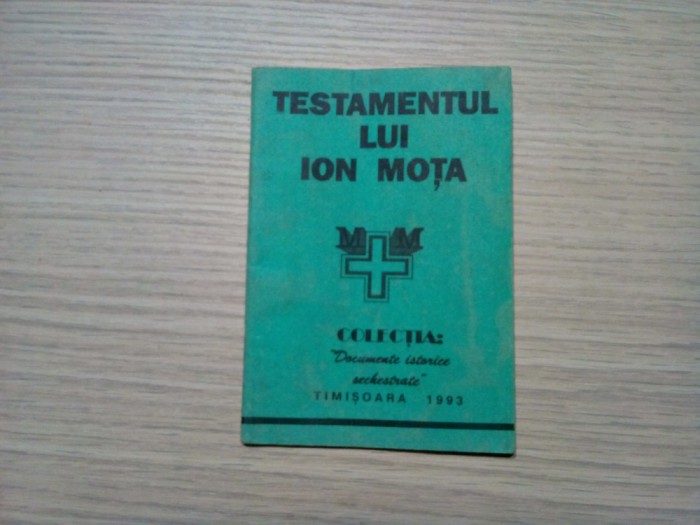 TESTAMENTUL
LUI
ION MOȚA
M M
COLECȚIA:
"Documente istorice
sechestrate"
TIMIȘOARA 1993